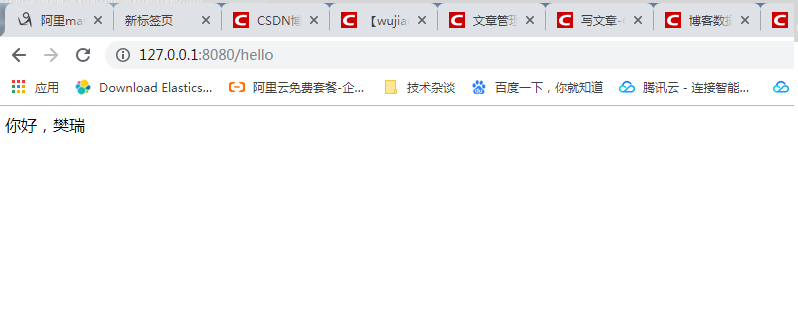 阿里ma
新标签页
CSDN博
【wujia
文章管理
写文章-
博客数据
127.0.0.1:8080/hello
应用
Download Elastics...
阿里云免费套餐-企...
技术杂谈
百度一下，你就知道
腾讯云 - 连接智能...
你好，樊瑞